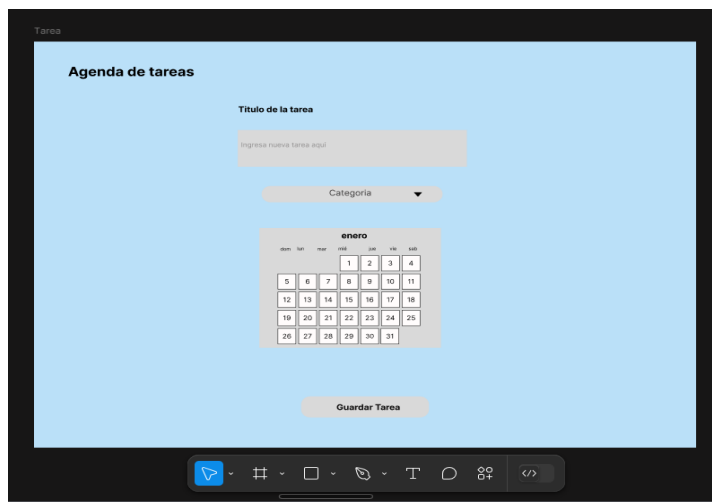 Tarea
Agenda de tareas
Título de la tarea
Ingresa nueva tarea aquí
Categoria
enero
dom lun mar mié jue vie sab
1 2 3 4
5 6 7 8 9 10 11
12 13 14 15 16 17 18
19 20 21 22 23 24 25
26 27 28 29 30 31
Guardar Tarea